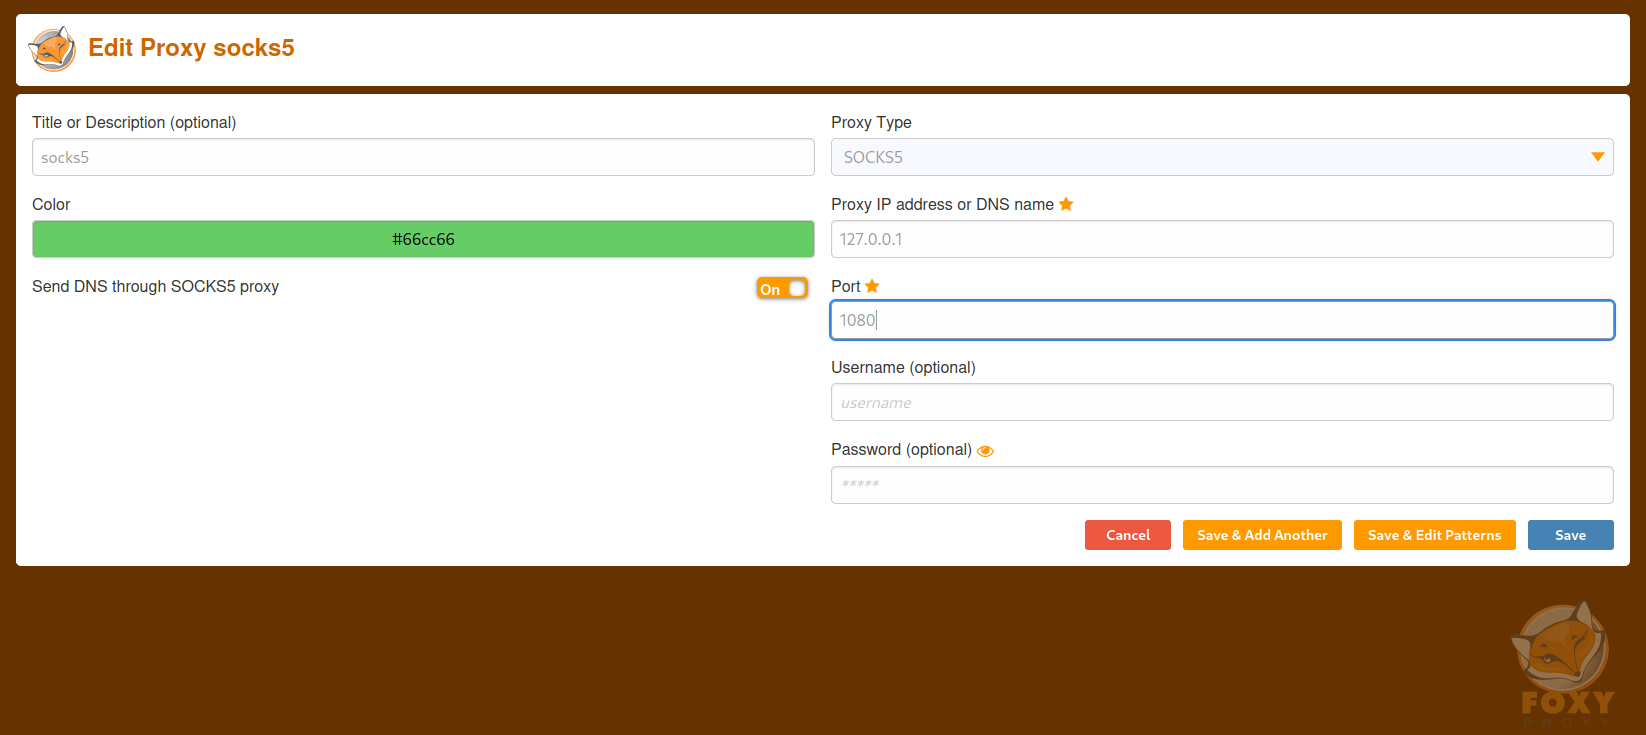 Edit Proxy socks5
Title or Description (optional)
socks5
Color
#66cc66
Send DNS through SOCKS5 proxy
On
Proxy Type
SOCKS5
Proxy IP address or DNS name
127.0.0.1
Port
1080
Username (optional)
username
Password (optional)
*****
Cancel
Save & Add Another
Save & Edit Patterns
Save
FOXY
PROXY